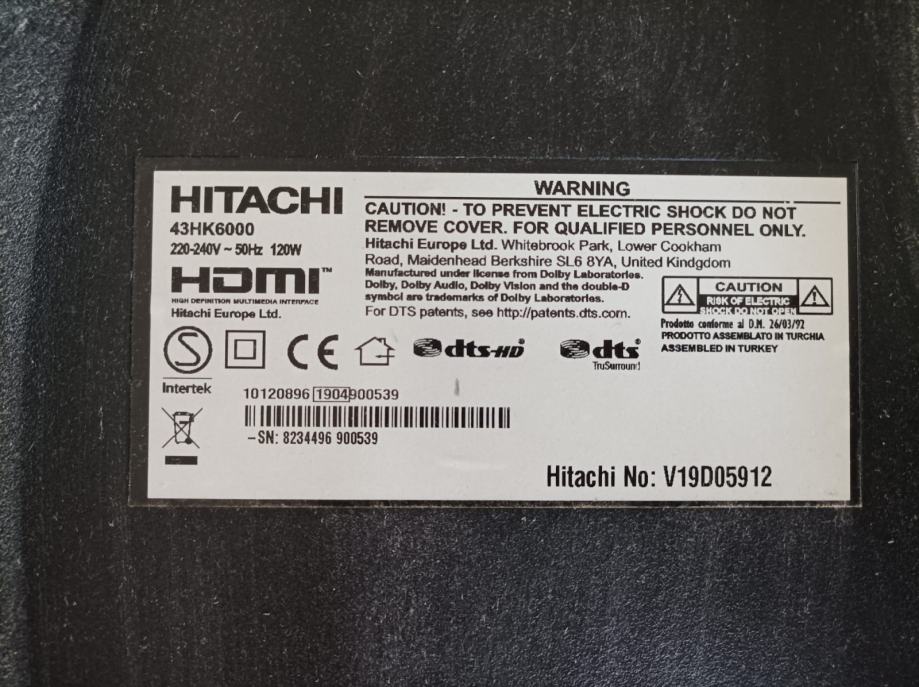 HITACHI
43HK6000
220-240V ~ 50Hz 120W
HDMI™
HIGH DEFINITION MULTIMEDIA INTERFACE
Hitachi Europe Ltd.
WARNING
CAUTION! - TO PREVENT ELECTRIC SHOCK DO NOT
REMOVE COVER. FOR QUALIFIED PERSONNEL ONLY.
Hitachi Europe Ltd. Whitebrook Park, Lower Cookham
Road, Maidenhead Berkshire SL6 8YA, United Kindgdom
Manufactured under license from Dolby Laboratories.
Dolby, Dolby Audio, Dolby Vision and the double-D
symbol are trademarks of Dolby Laboratories.
For DTS patents, see http://patents.dts.com.
CAUTION
RISK OF ELECTRIC
SHOCK DO NOT OPEN
Prodotto conforme al D.M. 26/03/92
PRODOTTO ASSEMBLATO IN TURCHIA
ASSEMBLED IN TURKEY
S
Intertek
CE
dts-HD
dts
TruSurround
10120896 1904900539
-SN: 8234496 900539
Hitachi No: V19D05912